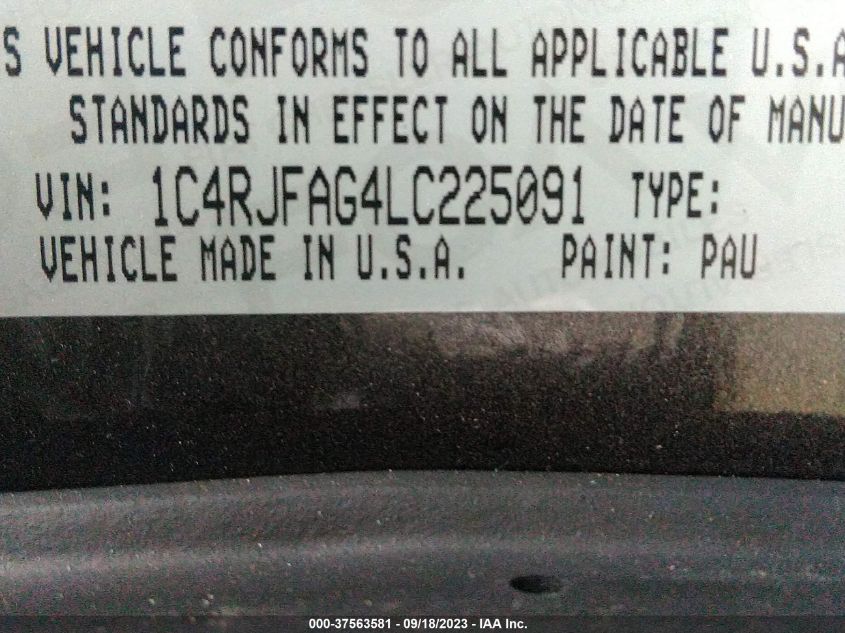 S VEHICLE CONFORMS TO ALL APPLICABLE U.S.A
STANDARDS IN EFFECT ON THE DATE OF MANU
VIN: 1C4RJFAG4LC225091 TYPE:
VEHICLE MADE IN U.S.A. PAINT: PAU
000-37563581 - 09/18/2023 - IAA Inc.